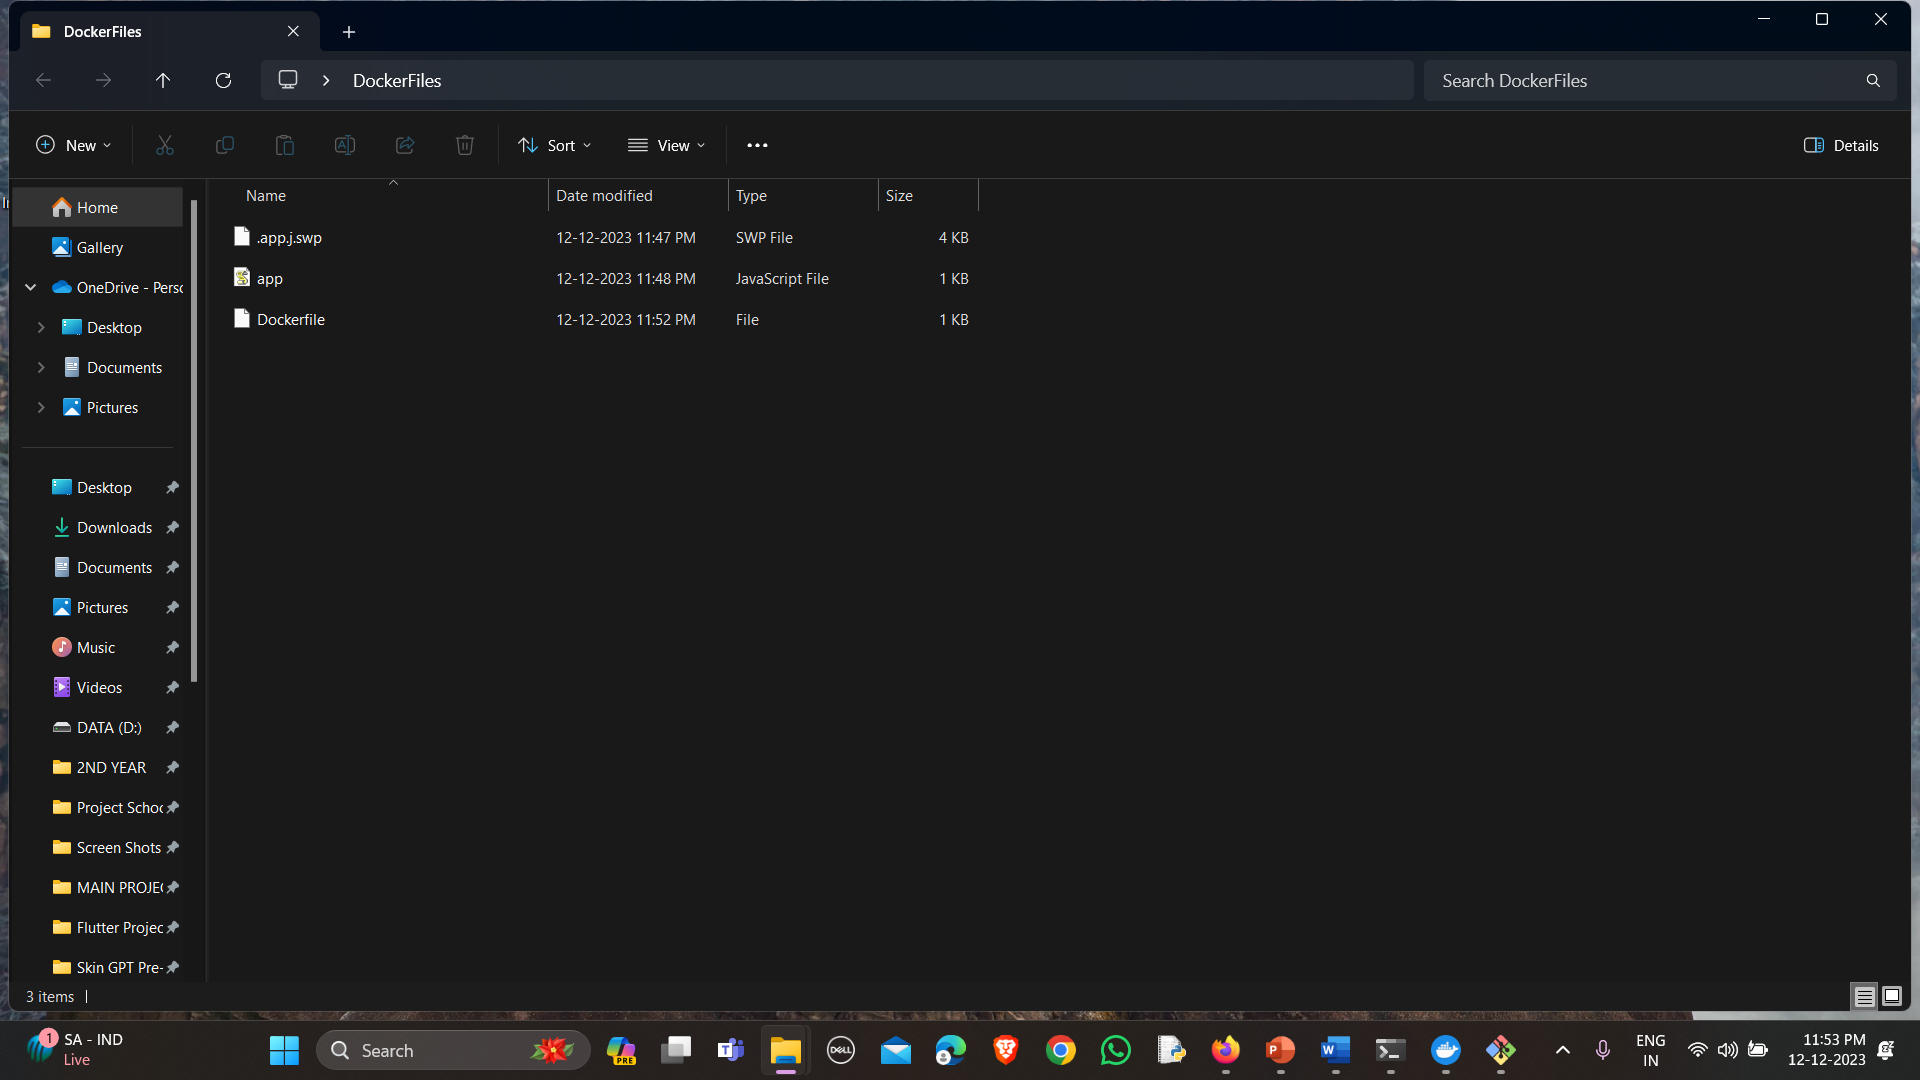 DockerFiles
DockerFiles
Search DockerFiles
New
Sort
View
Details
Name
Date modified
Type
Size
.app.j.swp 12-12-2023 11:47 PM SWP File 4 KB
app 12-12-2023 11:48 PM JavaScript File 1 KB
Dockerfile 12-12-2023 11:52 PM File 1 KB
Home
Gallery
OneDrive - Perso
Desktop
Documents
Pictures
Desktop
Downloads
Documents
Pictures
Music
Videos
DATA (D:)
2ND YEAR
Project Schoo
Screen Shots
MAIN PROJE
Flutter Projec
Skin GPT Pre-
3 items
1
SA - IND
Live
Search
PRE
DELL
ENG
IN
11:53 PM
12-12-2023